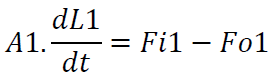 A1. dL1/dt = Fi1 − Fo1